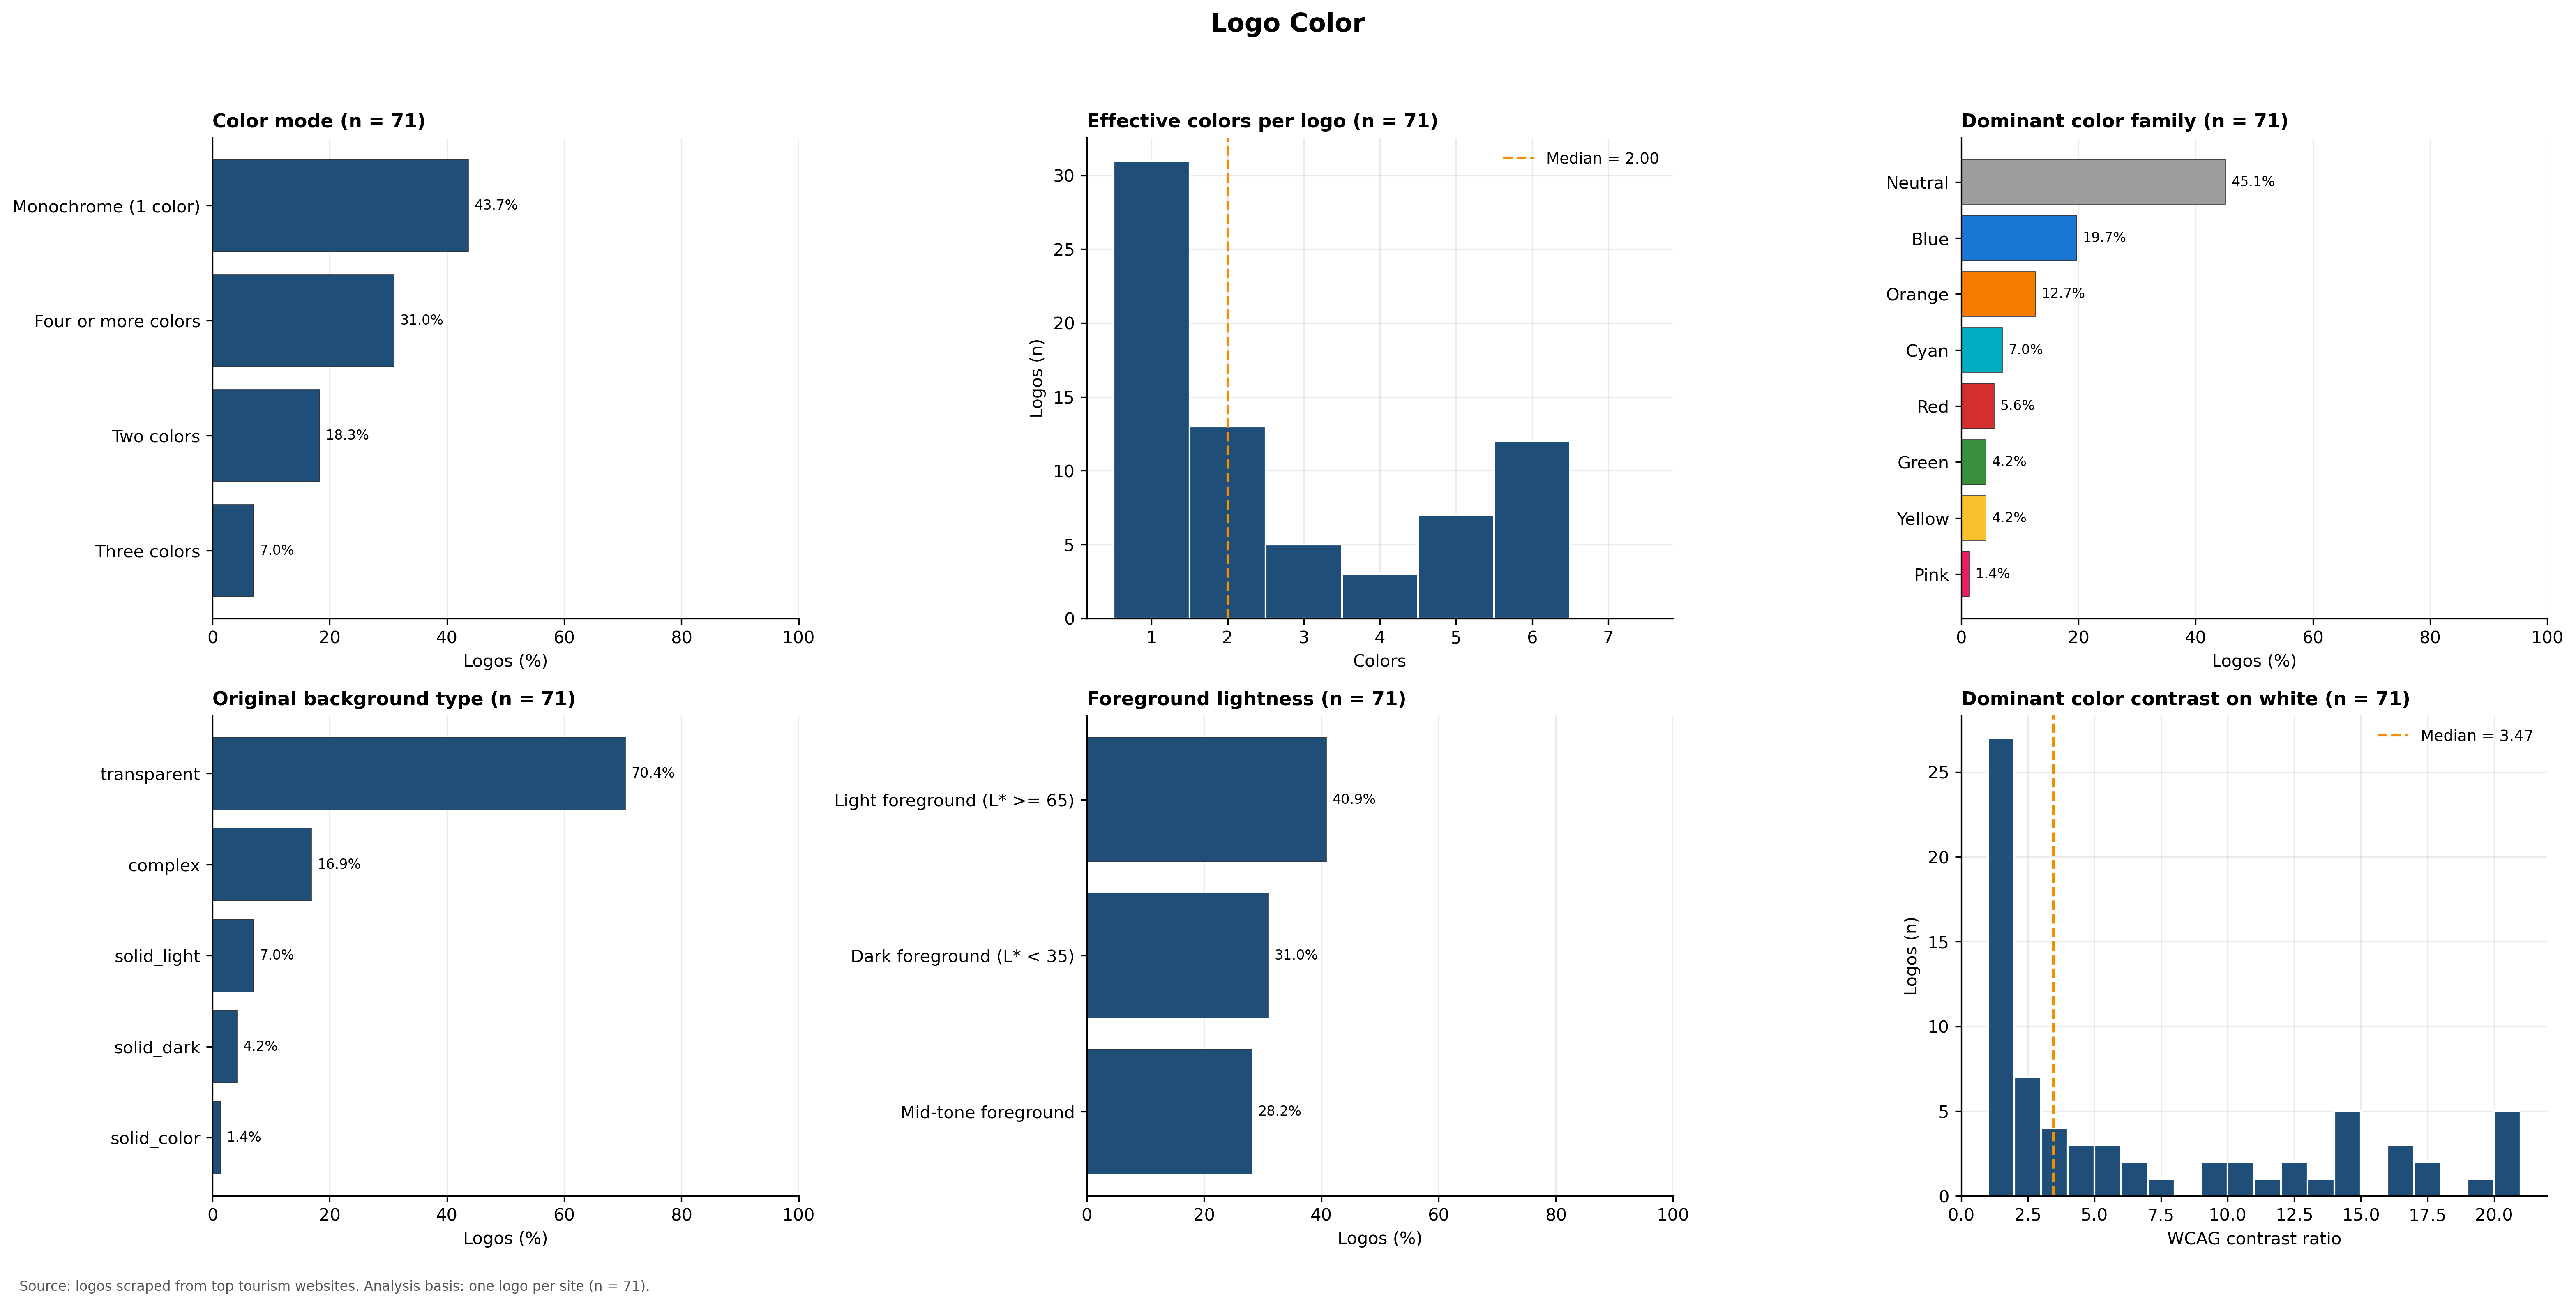 Logo Color
Color mode (n = 71)
Monochrome (1 color)
43.7%
Four or more colors
31.0%
Two colors
18.3%
Three colors
7.0%
0 20 40 60 80 100
Logos (%)
Effective colors per logo (n = 71)
Median = 2.00
30
25
20
15
10
5
0
Logos (n)
1 2 3 4 5 6 7
Colors
Dominant color family (n = 71)
Neutral
45.1%
Blue
19.7%
Orange
12.7%
Cyan
7.0%
Red
5.6%
Green
4.2%
Yellow
4.2%
Pink
1.4%
0 20 40 60 80 100
Logos (%)
Original background type (n = 71)
transparent
70.4%
complex
16.9%
solid_light
7.0%
solid_dark
4.2%
solid_color
1.4%
0 20 40 60 80 100
Logos (%)
Foreground lightness (n = 71)
Light foreground (L* >= 65)
40.9%
Dark foreground (L* < 35)
31.0%
Mid-tone foreground
28.2%
0 20 40 60 80 100
Logos (%)
Dominant color contrast on white (n = 71)
Median = 3.47
25
20
15
10
5
0
Logos (n)
0.0 2.5 5.0 7.5 10.0 12.5 15.0 17.5 20.0
WCAG contrast ratio
Source: logos scraped from top tourism websites. Analysis basis: one logo per site (n = 71).